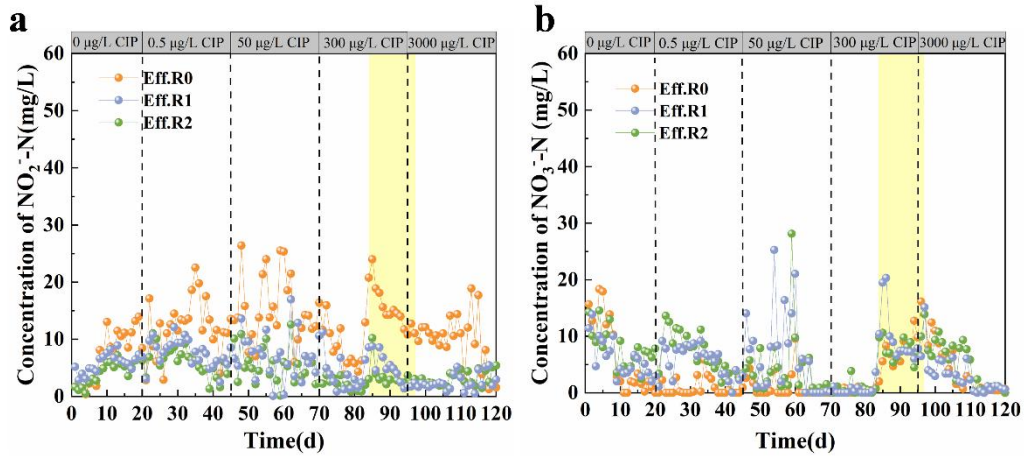 a
0 μg/L CIP 0.5 μg/L CIP 50 μg/L CIP 300 μg/L CIP 3000 μg/L CIP
60
50
40
30
20
10
0
Eff.R0
Eff.R1
Eff.R2
Concentration of NO₂⁻-N(mg/L)
0 10 20 30 40 50 60 70 80 90 100 110 120
Time(d)
b
0 μg/L CIP 0.5 μg/L CIP 50 μg/L CIP 300 μg/L CIP 3000 μg/L CIP
60
50
40
30
20
10
0
Eff.R0
Eff.R1
Eff.R2
Concentration of NO₃⁻-N (mg/L)
0 10 20 30 40 50 60 70 80 90 100 110 120
Time(d)